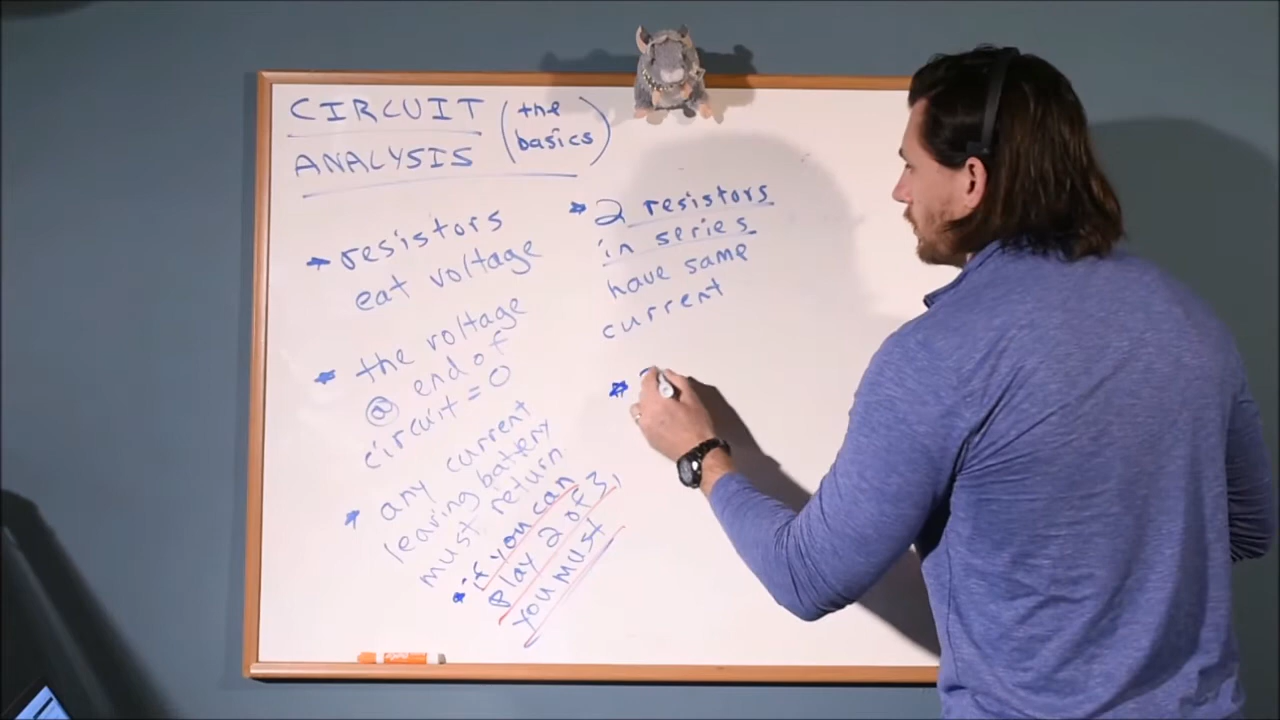 CIRCUIT (the
ANALYSIS basics)
resistors
eat voltage
the voltage
@ end of
circuit = 0
any current
leaving battery
must return
if you can
play 2 of 3,
you must
2 resistors
in series
have same
current